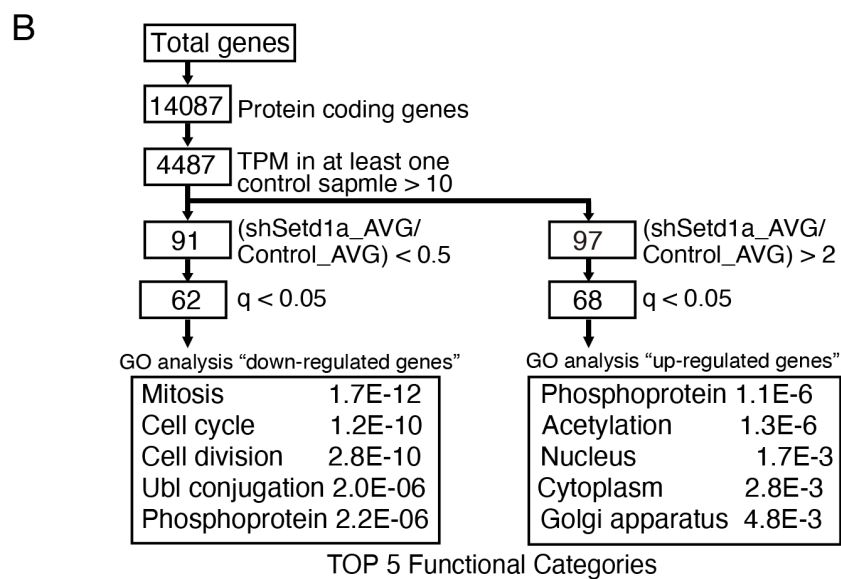 B
Total genes
14087 Protein coding genes
4487 TPM in at least one
control sapmle > 10
91 (shSetd1a_AVG/
Control_AVG) < 0.5
62 q < 0.05
97 (shSetd1a_AVG/
Control_AVG) > 2
68 q < 0.05
GO analysis “down-regulated genes”
Mitosis 1.7E-12
Cell cycle 1.2E-10
Cell division 2.8E-10
Ubl conjugation 2.0E-06
Phosphoprotein 2.2E-06
GO analysis “up-regulated genes”
Phosphoprotein 1.1E-6
Acetylation 1.3E-6
Nucleus 1.7E-3
Cytoplasm 2.8E-3
Golgi apparatus 4.8E-3
TOP 5 Functional Categories